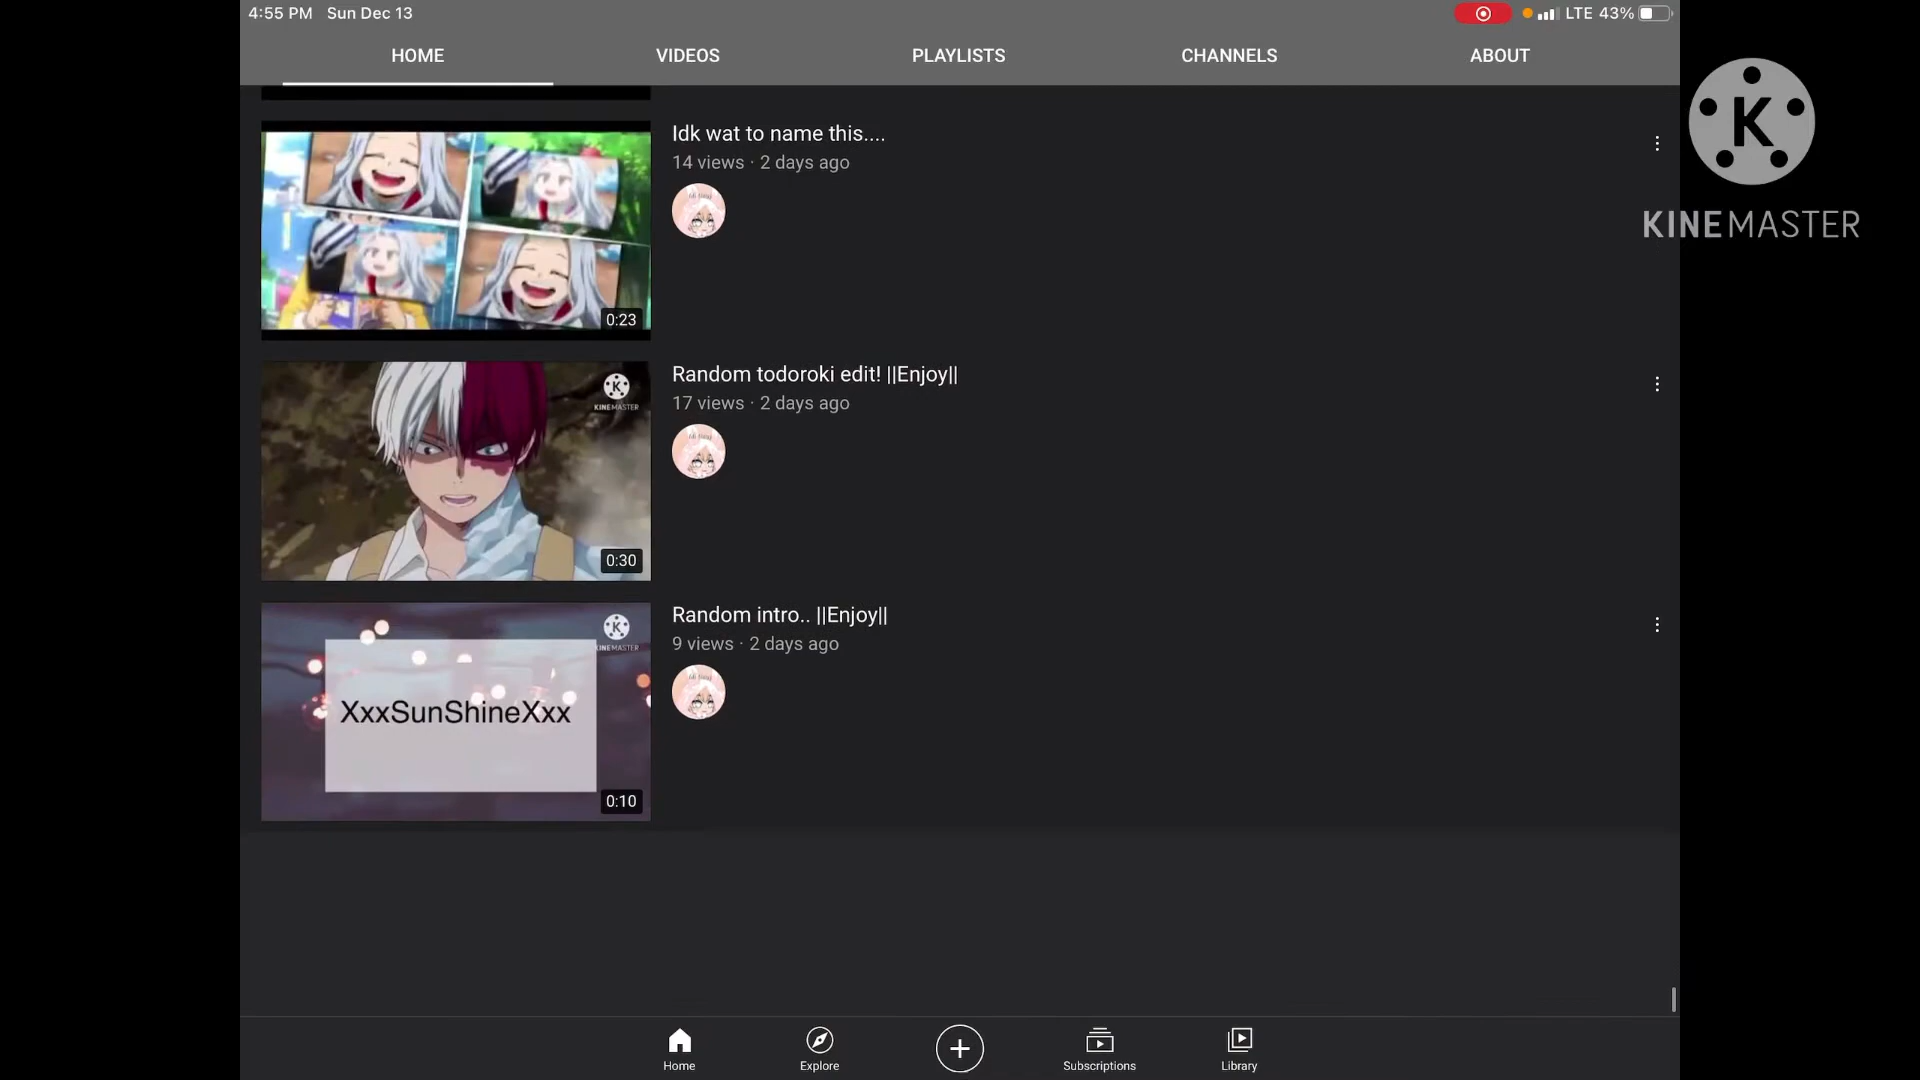 4:55 PM Sun Dec 13
LTE 43%
HOME
VIDEOS
PLAYLISTS
CHANNELS
ABOUT
KINEMASTER
Idk wat to name this....
14 views · 2 days ago
0:23
Random todoroki edit! ||Enjoy||
17 views · 2 days ago
KINEMASTER
0:30
Random intro.. ||Enjoy||
9 views · 2 days ago
KINEMASTER
XxxSunShineXxx
0:10
Home
Explore
Subscriptions
Library